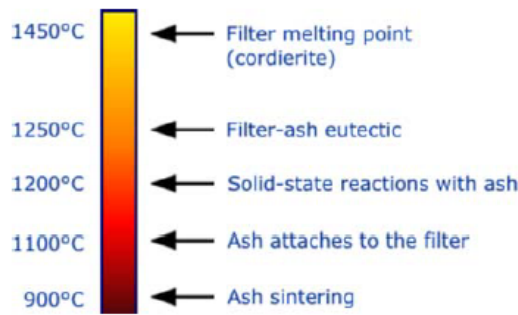 1450°C Filter melting point
(cordierite)
1250°C Filter-ash eutectic
1200°C Solid-state reactions with ash
1100°C Ash attaches to the filter
900°C Ash sintering